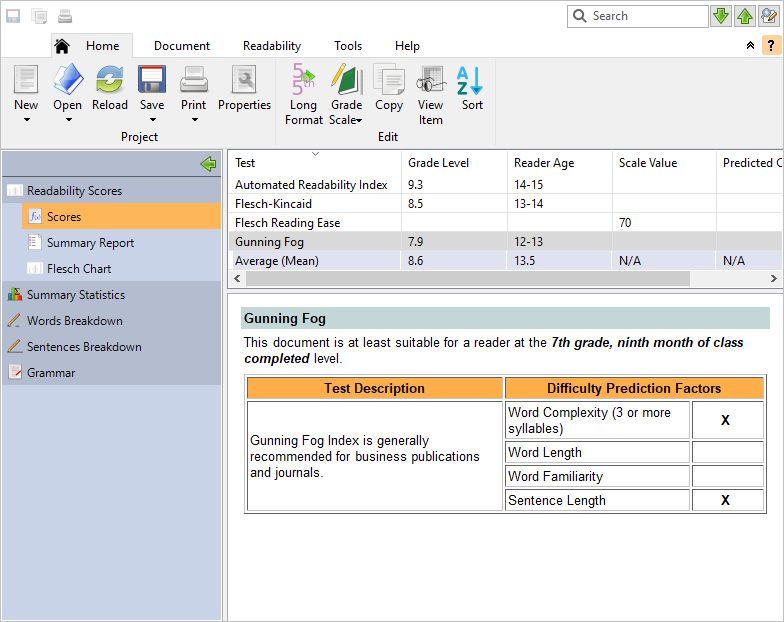 Search
Home Document Readability Tools Help
?
New Open Reload Save Print Properties Long Format Grade Scale Copy View Item Sort
Project Edit
Test Grade Level Reader Age Scale Value Predicted C
Automated Readability Index 9.3 14-15
Flesch-Kincaid 8.5 13-14
Flesch Reading Ease 70
Gunning Fog 7.9 12-13
Average (Mean) 8.6 13.5 N/A N/A
Readability Scores
Scores
Summary Report
Flesch Chart
Summary Statistics
Words Breakdown
Sentences Breakdown
Grammar
Gunning Fog
This document is at least suitable for a reader at the 7th grade, ninth month of class
completed level.
Test Description Difficulty Prediction Factors
Gunning Fog Index is generally
recommended for business publications
and journals.
Word Complexity (3 or more
syllables) X
Word Length
Word Familiarity
Sentence Length X